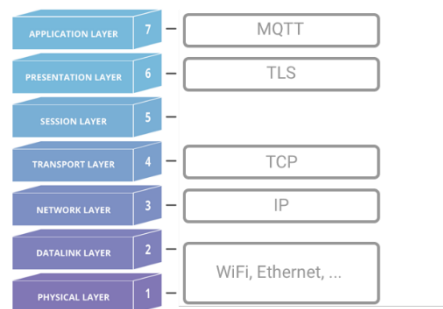 APPLICATION LAYER 7 – MQTT
PRESENTATION LAYER 6 – TLS
SESSION LAYER 5 –
TRANSPORT LAYER 4 – TCP
NETWORK LAYER 3 – IP
DATALINK LAYER 2 –
WiFi, Ethernet, ...
PHYSICAL LAYER 1 –